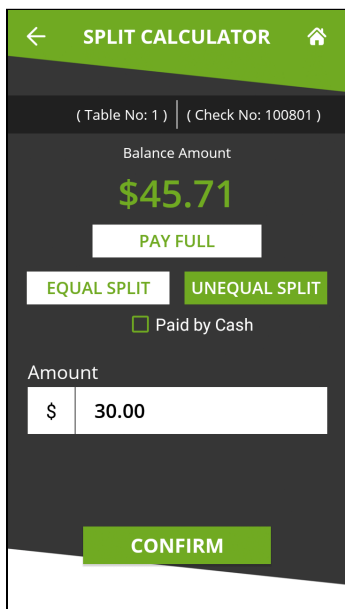 SPLIT CALCULATOR
( Table No: 1 ) | ( Check No: 100801 )
Balance Amount
$45.71
PAY FULL
EQUAL SPLIT UNEQUAL SPLIT
Paid by Cash
Amount
$ 30.00
CONFIRM